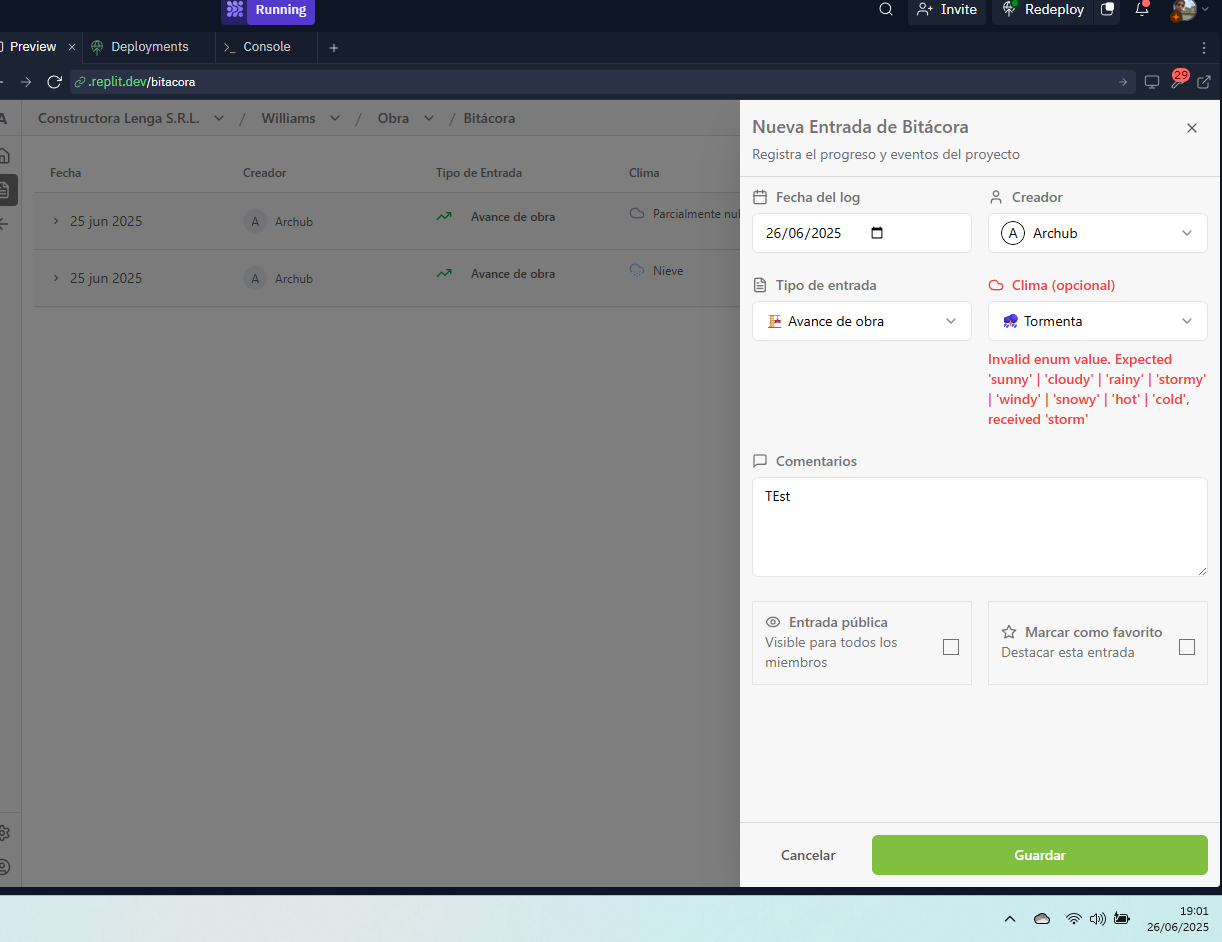 Running
Invite
Redeploy
Preview
Deployments
Console
29
.replit.dev/bitacora
A
Constructora Lenga S.R.L. / Williams / Obra / Bitácora
Fecha Creador Tipo de Entrada Clima
25 jun 2025 A Archub Avance de obra Parcialmente nul
25 jun 2025 A Archub Avance de obra Nieve
Nueva Entrada de Bitácora
Registra el progreso y eventos del proyecto
Fecha del log
26/06/2025
Creador
A Archub
Tipo de entrada
Avance de obra
Clima (opcional)
Tormenta
Invalid enum value. Expected
'sunny' | 'cloudy' | 'rainy' | 'stormy'
| 'windy' | 'snowy' | 'hot' | 'cold',
received 'storm'
Comentarios
TEst
Entrada pública
Visible para todos los
miembros
Marcar como favorito
Destacar esta entrada
Cancelar
Guardar
19:01
26/06/2025